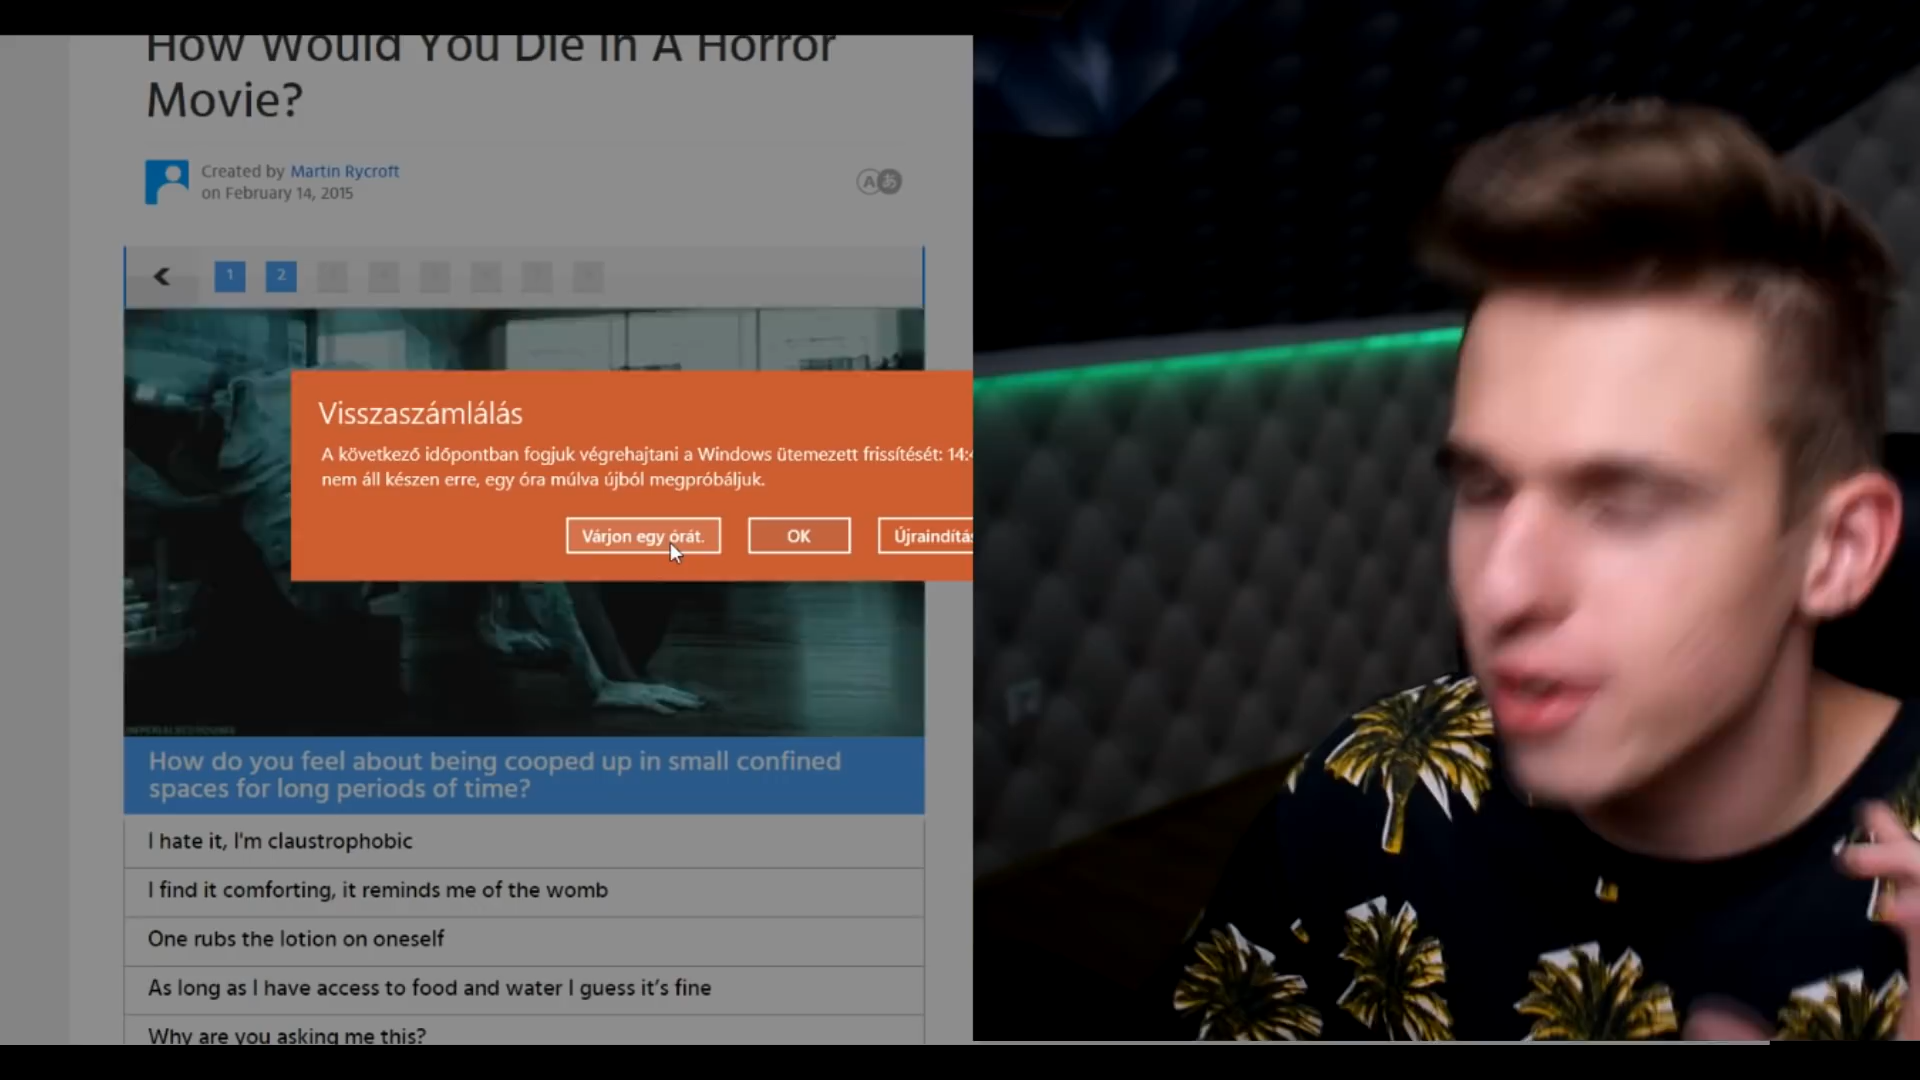 How Would You Die In A Horror
Movie?
Created by Martin Rycroft
on February 14, 2015
A あ
1 2
Visszaszámlálás
A következő időpontban fogjuk végrehajtani a Windows ütemezett frissítését: 14:4
nem áll készen erre, egy óra múlva újból megpróbáljuk.
Várjon egy órát. OK Újraindítás
How do you feel about being cooped up in small confined
spaces for long periods of time?
I hate it, I'm claustrophobic
I find it comforting, it reminds me of the womb
One rubs the lotion on oneself
As long as I have access to food and water I guess it’s fine
Why are you asking me this?